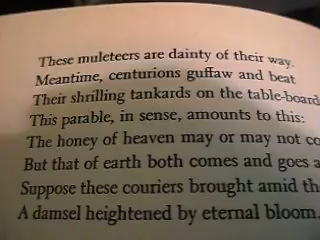 These muleteers are dainty of their way.
Meantime, centurions guffaw and beat
Their shrilling tankards on the table-board
This parable, in sense, amounts to this:
The honey of heaven may or may not co
But that of earth both comes and goes a
Suppose these couriers brought amid th
A damsel heightened by eternal bloom.